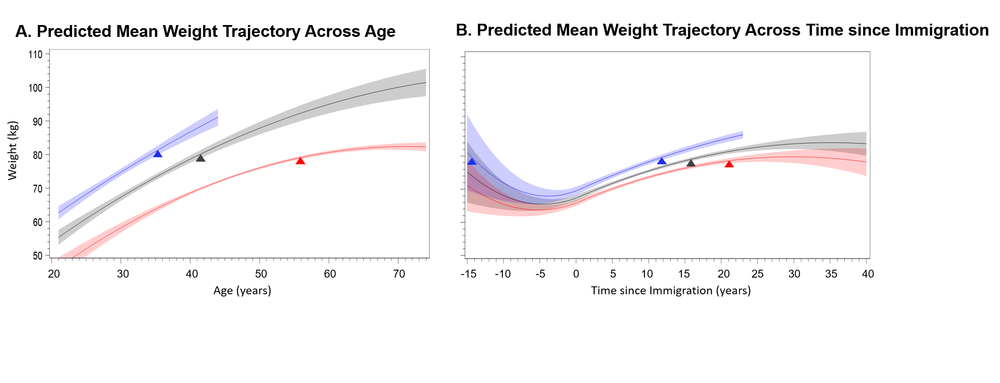 A. Predicted Mean Weight Trajectory Across Age
B. Predicted Mean Weight Trajectory Across Time since Immigration
Weight (kg)
110
100
90
80
70
60
50
20 30 40 50 60 70
Age (years)
-15 -10 -5 0 5 10 15 20 25 30 35 40
Time since Immigration (years)